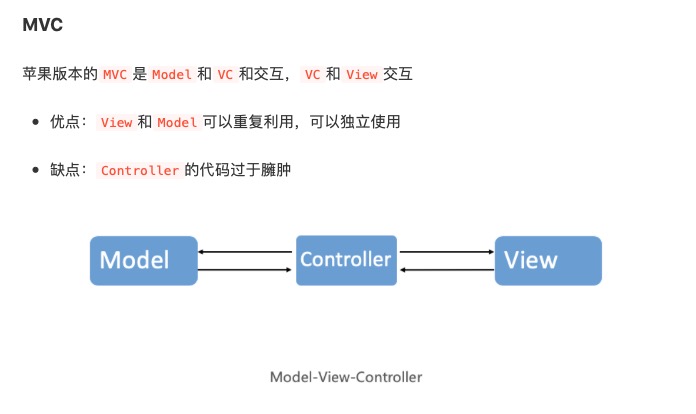 MVC
苹果版本的 MVC 是 Model 和 VC 和交互，VC 和 View 交互
优点： View 和 Model 可以重复利用，可以独立使用
缺点： Controller 的代码过于臃肿
Model
Controller
View
Model-View-Controller